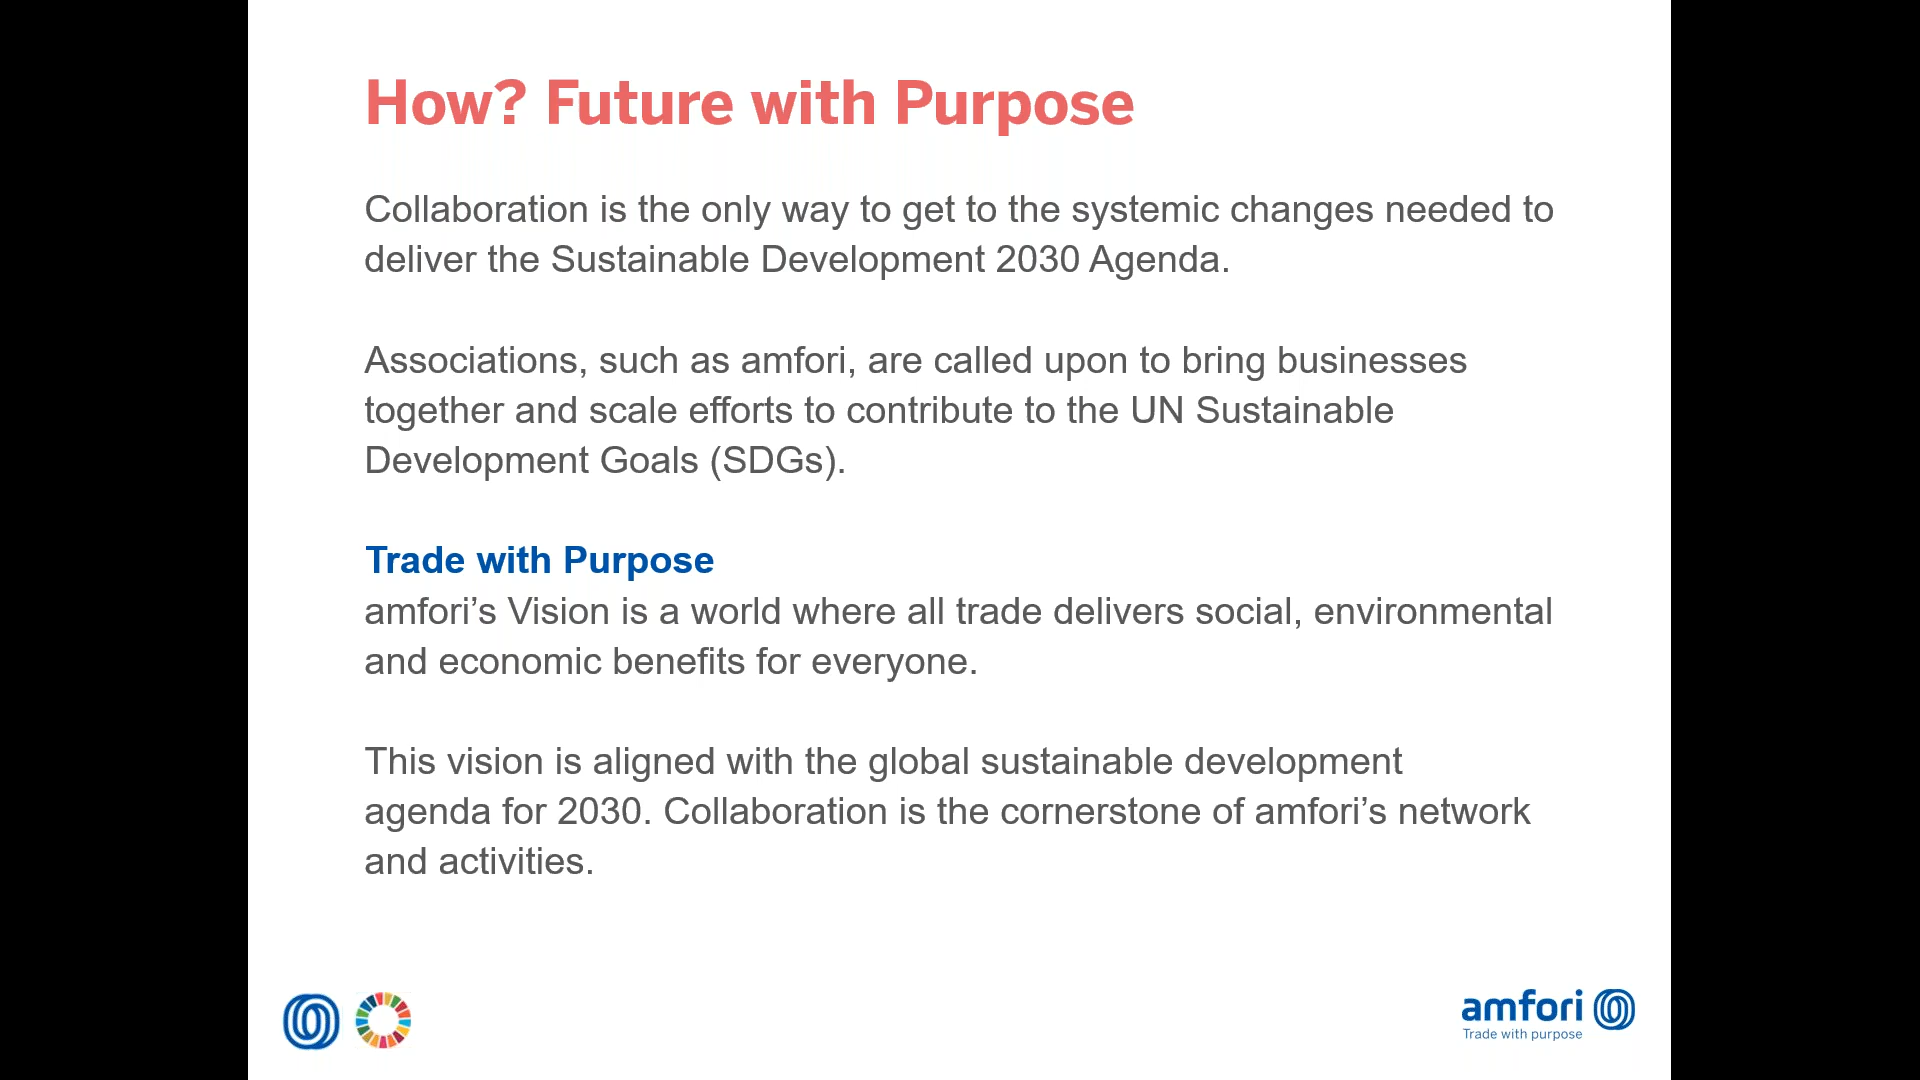 How? Future with Purpose
Collaboration is the only way to get to the systemic changes needed to
deliver the Sustainable Development 2030 Agenda.
Associations, such as amfori, are called upon to bring businesses
together and scale efforts to contribute to the UN Sustainable
Development Goals (SDGs).
Trade with Purpose
amfori’s Vision is a world where all trade delivers social, environmental
and economic benefits for everyone.
This vision is aligned with the global sustainable development
agenda for 2030. Collaboration is the cornerstone of amfori’s network
and activities.
amfori
Trade with purpose